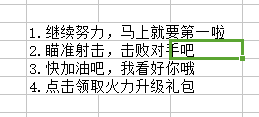 1.继续努力，马上就要第一啦
2.瞄准射击，击败对手吧
3.快加油吧，我看好你哦
4.点击领取火力升级礼包